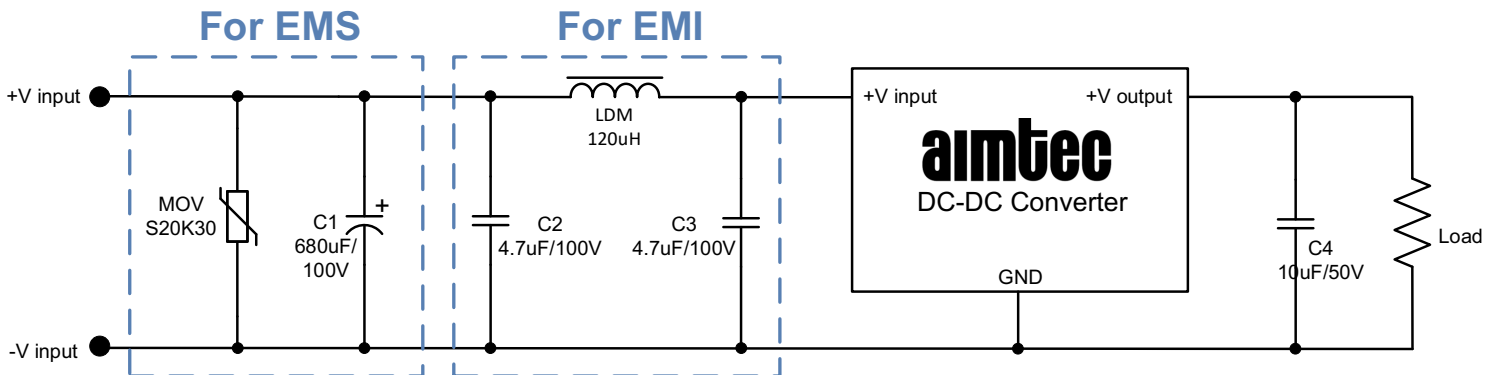 For EMS
For EMI
+V input
LDM
120uH
+V input
+V output
aimtec
DC-DC Converter
MOV
S20K30
C1
+
680uF/
100V
C2
4.7uF/100V
C3
4.7uF/100V
GND
C4
10uF/50V
Load
-V input